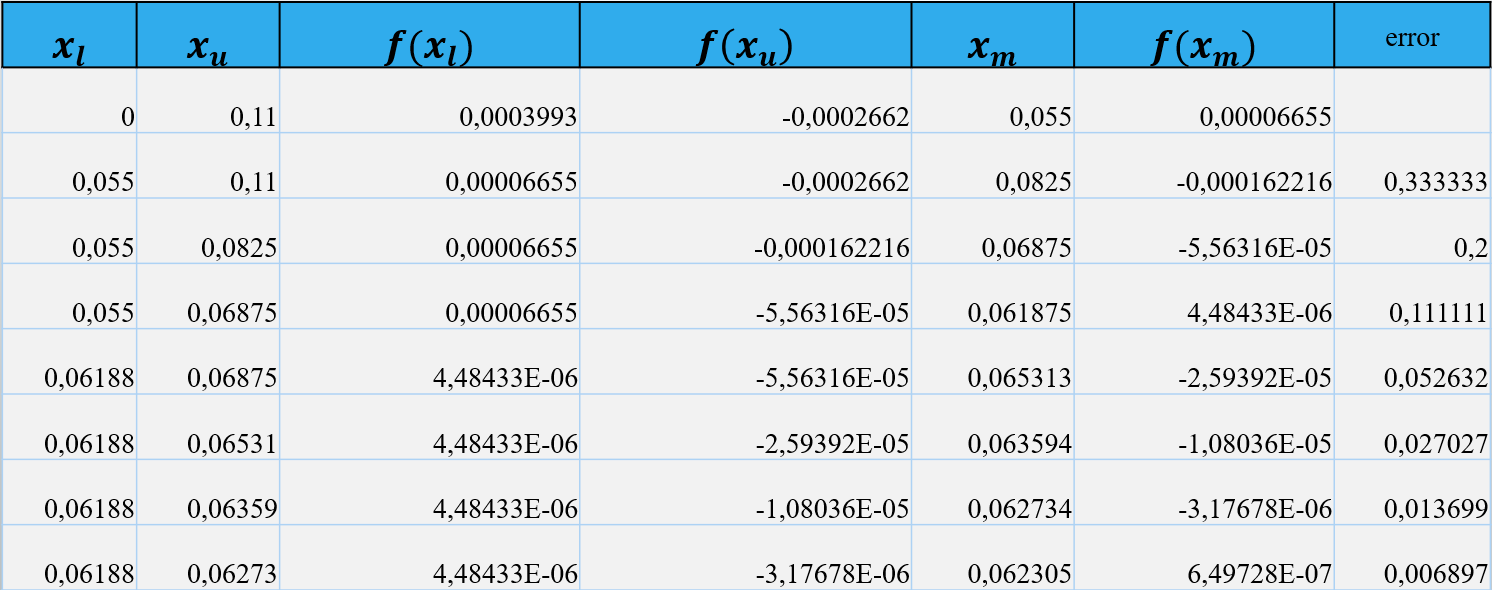 x_l x_u f(x_l) f(x_u) x_m f(x_m) error
0 0,11 0,0003993 -0,0002662 0,055 0,00006655
0,055 0,11 0,00006655 -0,0002662 0,0825 -0,000162216 0,333333
0,055 0,0825 0,00006655 -0,000162216 0,06875 -5,56316E-05 0,2
0,055 0,06875 0,00006655 -5,56316E-05 0,061875 4,48433E-06 0,111111
0,06188 0,06875 4,48433E-06 -5,56316E-05 0,065313 -2,59392E-05 0,052632
0,06188 0,06531 4,48433E-06 -2,59392E-05 0,063594 -1,08036E-05 0,027027
0,06188 0,06359 4,48433E-06 -1,08036E-05 0,062734 -3,17678E-06 0,013699
0,06188 0,06273 4,48433E-06 -3,17678E-06 0,062305 6,49728E-07 0,006897